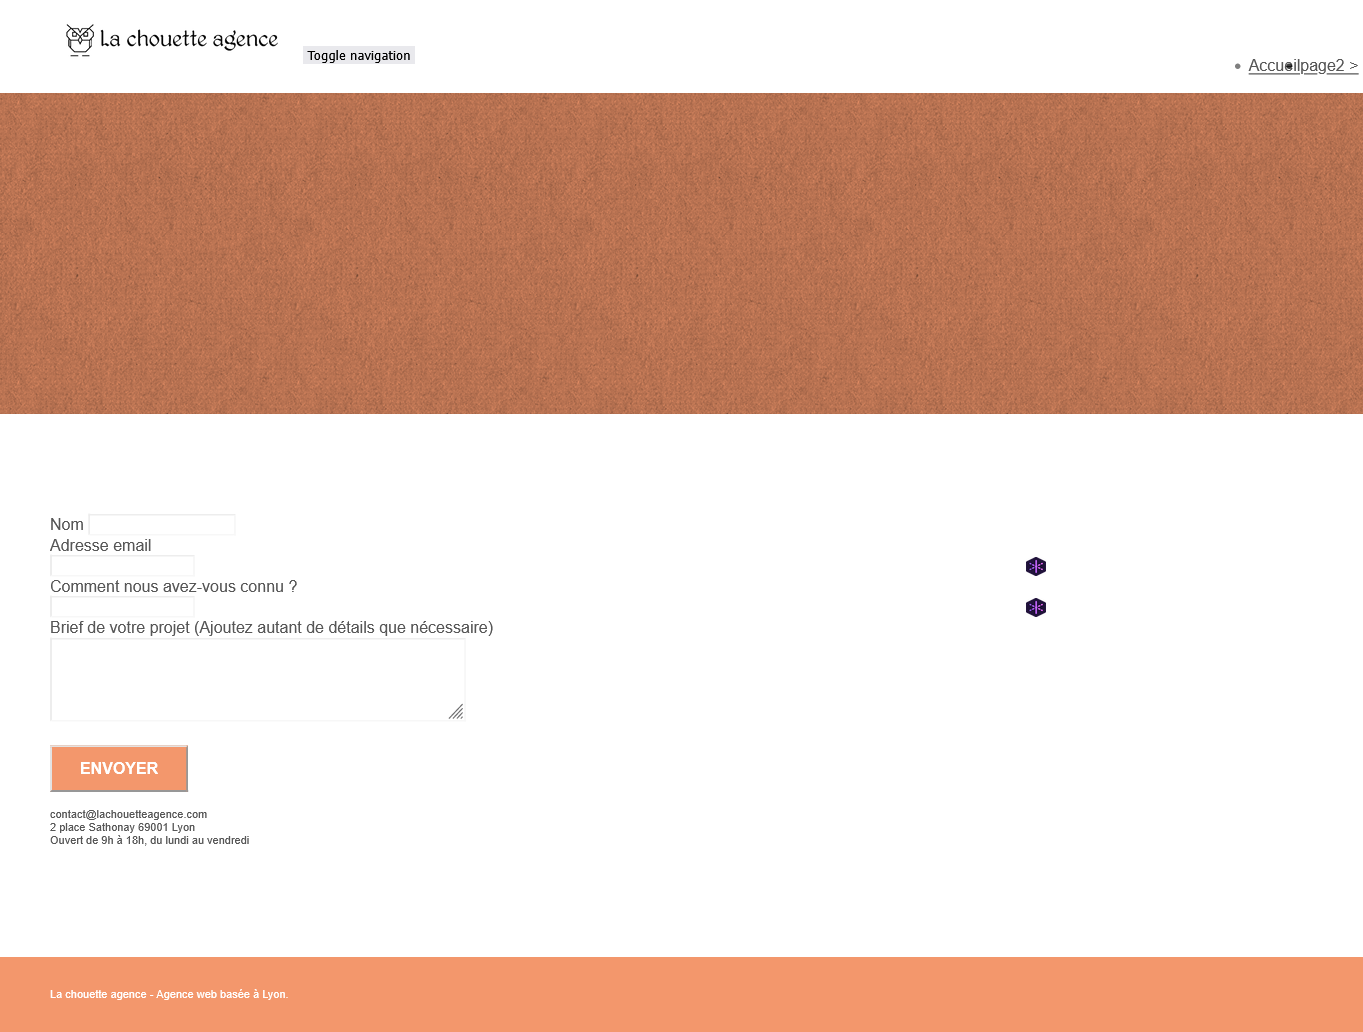 La chouette agence
Toggle navigation
Accueil
page2 >
Nom
Adresse email
Comment nous avez-vous connu ?
Brief de votre projet (Ajoutez autant de détails que nécessaire)
ENVOYER
contact@lachouetteagence.com
2 place Sathonay 69001 Lyon
Ouvert de 9h à 18h, du lundi au vendredi
La chouette agence - Agence web basée à Lyon.